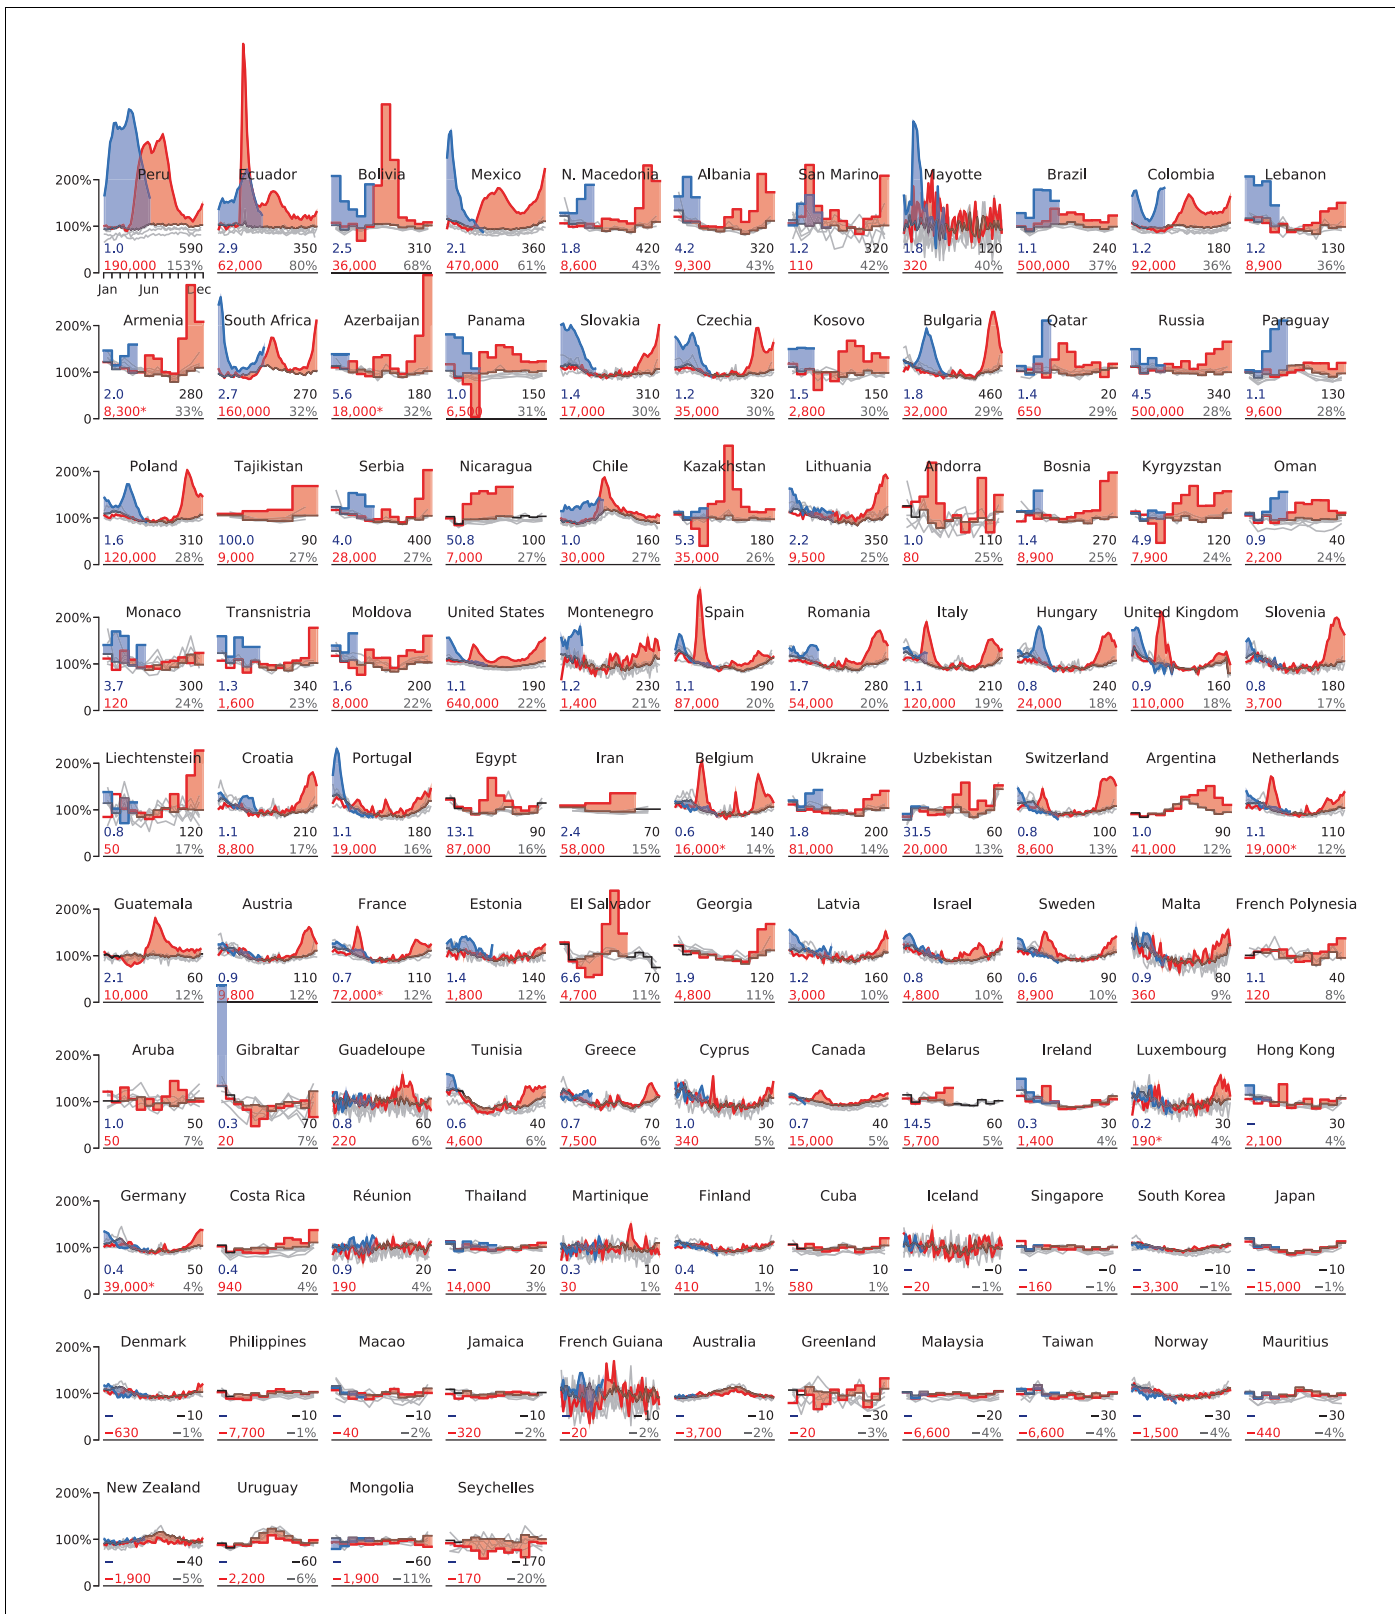 Peru Ecuador Bolivia Mexico N. Macedonia Albania San Marino Mayotte Brazil Colombia Lebanon
200%
100%
1.0 590 2.9 350 2.5 310 2.1 360 1.8 420 4.2 320 1.2 320 1.8 120 1.1 240 1.2 180 1.2 130
0 190,000 153% 62,000 80% 36,000 68% 470,000 61% 8,600 43% 9,300 43% 110 42% 320 40% 500,000 37% 92,000 36% 8,900 36%
Jan Jun Dec
Armenia South Africa Azerbaijan Panama Slovakia Czechia Kosovo Bulgaria Qatar Russia Paraguay
200%
100%
2.0 280 2.7 270 5.6 180 1.0 150 1.4 310 1.2 320 1.5 150 1.8 460 1.4 20 4.5 340 1.1 130
0 8,300* 33% 160,000 32% 18,000* 32% 6,500 31% 17,000 30% 35,000 30% 2,800 30% 32,000 29% 650 29% 500,000 28% 9,600 28%
Poland Tajikistan Serbia Nicaragua Chile Kazakhstan Lithuania Andorra Bosnia Kyrgyzstan Oman
200%
100%
1.6 310 100.0 90 4.0 400 50.8 100 1.0 160 5.3 180 2.2 350 1.0 110 1.4 270 4.9 120 0.9 40
0 120,000 28% 9,000 27% 28,000 27% 7,000 27% 30,000 27% 35,000 26% 9,500 25% 80 25% 8,900 25% 7,900 24% 2,200 24%
Monaco Transnistria Moldova United States Montenegro Spain Romania Italy Hungary United Kingdom Slovenia
200%
100%
3.7 300 1.3 340 1.6 200 1.1 190 1.2 230 1.1 190 1.7 280 1.1 210 0.8 240 0.9 160 0.8 180
0 120 24% 1,600 23% 8,000 22% 640,000 22% 1,400 21% 87,000 20% 54,000 20% 120,000 19% 24,000 18% 110,000 18% 3,700 17%
Liechtenstein Croatia Portugal Egypt Iran Belgium Ukraine Uzbekistan Switzerland Argentina Netherlands
200%
100%
0.8 120 1.1 210 1.1 180 13.1 90 2.4 70 0.6 140 1.8 200 31.5 60 0.8 100 1.0 90 1.1 110
0 50 17% 8,800 17% 19,000 16% 87,000 16% 58,000 15% 16,000* 14% 81,000 14% 20,000 13% 8,600 13% 41,000 12% 19,000* 12%
Guatemala Austria France Estonia El Salvador Georgia Latvia Israel Sweden Malta French Polynesia
200%
100%
2.1 60 0.9 110 0.7 110 1.4 140 6.6 70 1.9 120 1.2 160 0.8 60 0.6 90 0.9 80 1.1 40
0 10,000 12% 9,800 12% 72,000* 12% 1,800 12% 4,700 11% 4,800 11% 3,000 10% 4,800 10% 8,900 10% 360 9% 120 8%
Aruba Gibraltar Guadeloupe Tunisia Greece Cyprus Canada Belarus Ireland Luxembourg Hong Kong
200%
100%
1.0 50 0.3 70 0.8 60 0.6 40 0.7 70 1.0 30 0.7 40 14.5 60 0.3 30 0.2 30 – 30
0 50 7% 20 7% 220 6% 4,600 6% 7,500 6% 340 5% 15,000 5% 5,700 5% 1,400 4% 190* 4% 2,100 4%
Germany Costa Rica Réunion Thailand Martinique Finland Cuba Iceland Singapore South Korea Japan
200%
100%
0.4 50 0.4 20 0.9 20 – 20 0.3 10 0.4 10 – 10 – −0 – −0 – −10 – −10
0 39,000* 4% 940 4% 190 4% 14,000 3% 30 1% 410 1% 580 1% −20 −1% −160 −1% −3,300 −1% −15,000 −1%
Denmark Philippines Macao Jamaica French Guiana Australia Greenland Malaysia Taiwan Norway Mauritius
200%
100%
– −10 – −10 – −10 – −10 – −10 – −10 – −30 – −20 – −30 – −30 – −30
0 −630 −1% −7,700 −1% −40 −2% −320 −2% −20 −2% −3,700 −2% −20 −3% −6,600 −4% −6,600 −4% −1,500 −4% −440 −4%
New Zealand Uruguay Mongolia Seychelles
200%
100%
– −40 – −60 – −60 – −170
0 −1,900 −5% −2,200 −6% −1,900 −11% −170 −20%